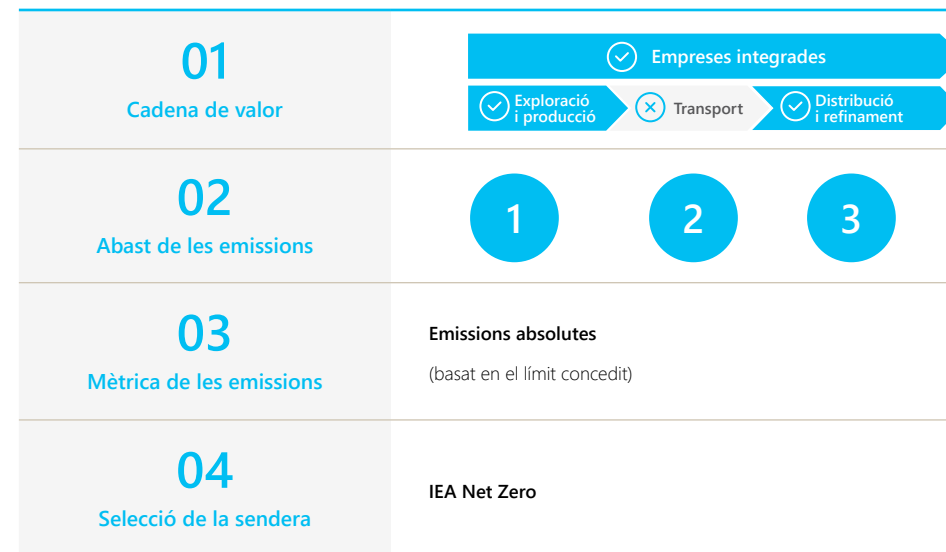 01
Cadena de valor
Empreses integrades
Exploració
i producció
Transport
Distribució
i refinament
02
Abast de les emissions
1
2
3
03
Mètrica de les emissions
Emissions absolutes
(basat en el límit concedit)
04
Selecció de la sendera
IEA Net Zero